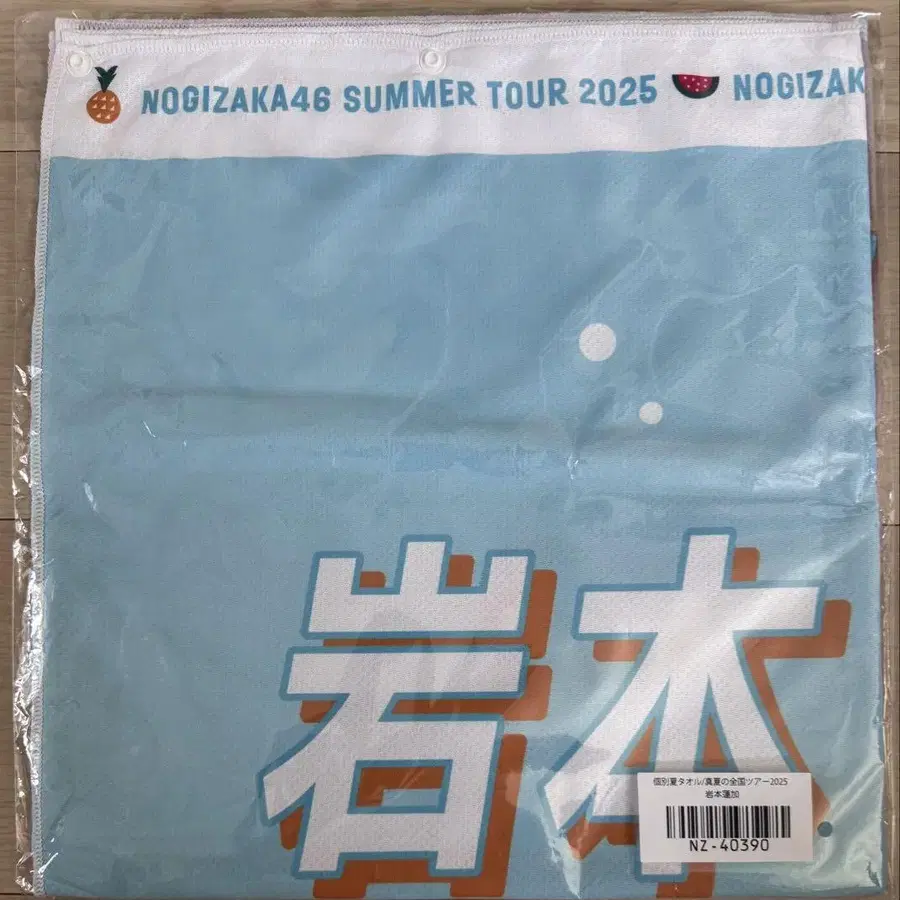 NOGIZAKA46 SUMMER TOUR 2025 NOGIZAK
岩本
個別夏タオル/真夏の全国ツアー2025
岩本蓮加
NZ-40390